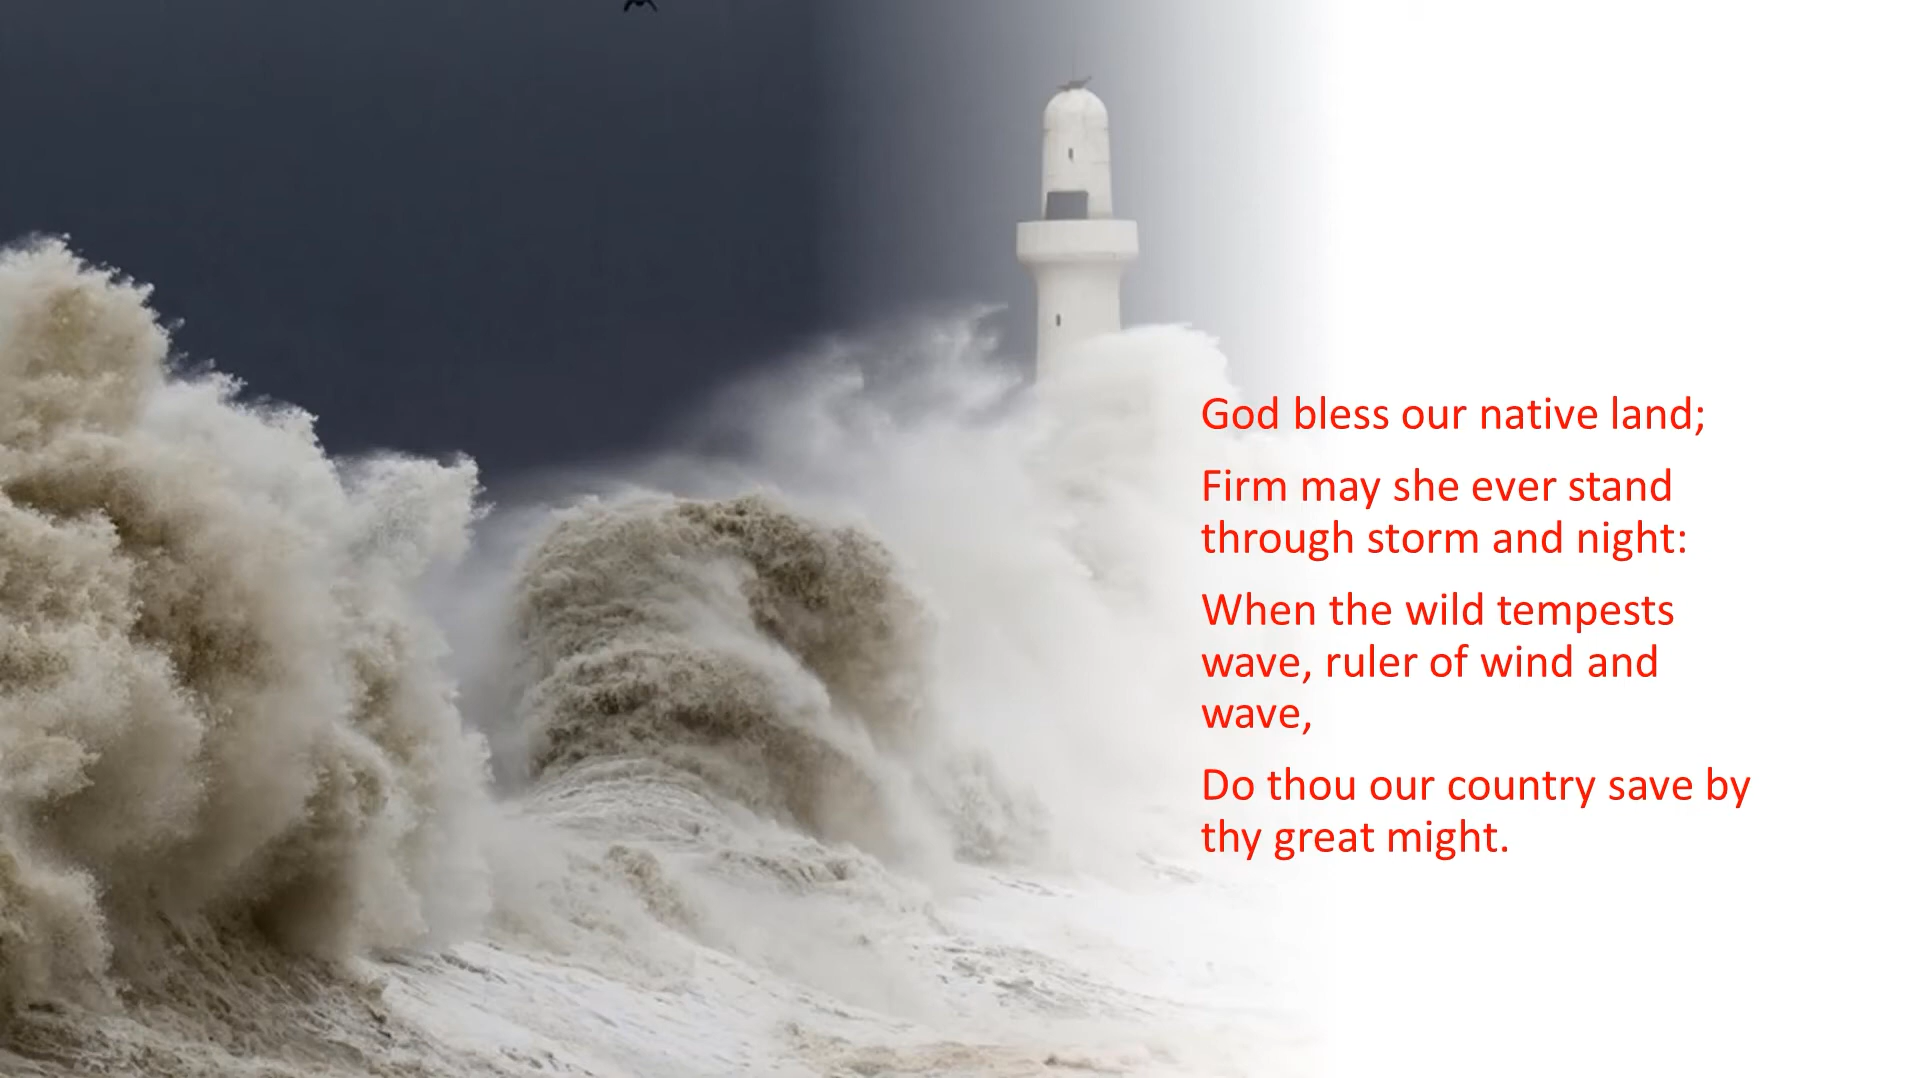 God bless our native land;
Firm may she ever stand
through storm and night:
When the wild tempests
wave, ruler of wind and
wave,
Do thou our country save by
thy great might.